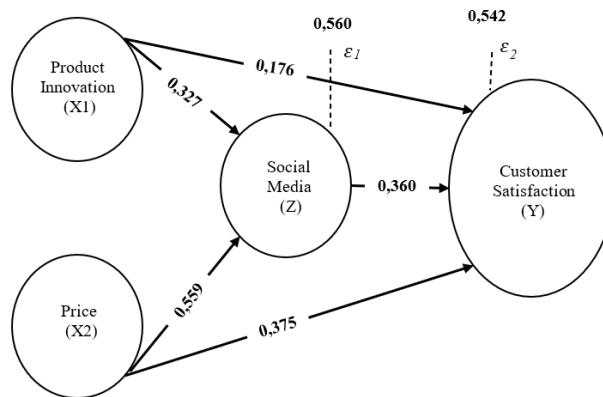 0,560
0,542
ε1
ε2
Product
Innovation
(X1)
0,176
0,327
Social
Media
(Z)
0,360
Customer
Satisfaction
(Y)
Price
(X2)
0,559
0,375